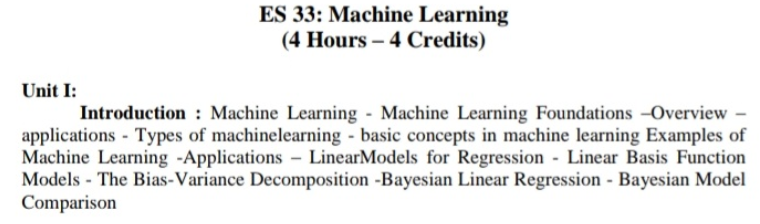 ES 33: Machine Learning
(4 Hours – 4 Credits)
Unit I:
Introduction : Machine Learning - Machine Learning Foundations –Overview –
applications - Types of machinelearning - basic concepts in machine learning Examples of
Machine Learning -Applications – LinearModels for Regression - Linear Basis Function
Models - The Bias-Variance Decomposition -Bayesian Linear Regression - Bayesian Model
Comparison